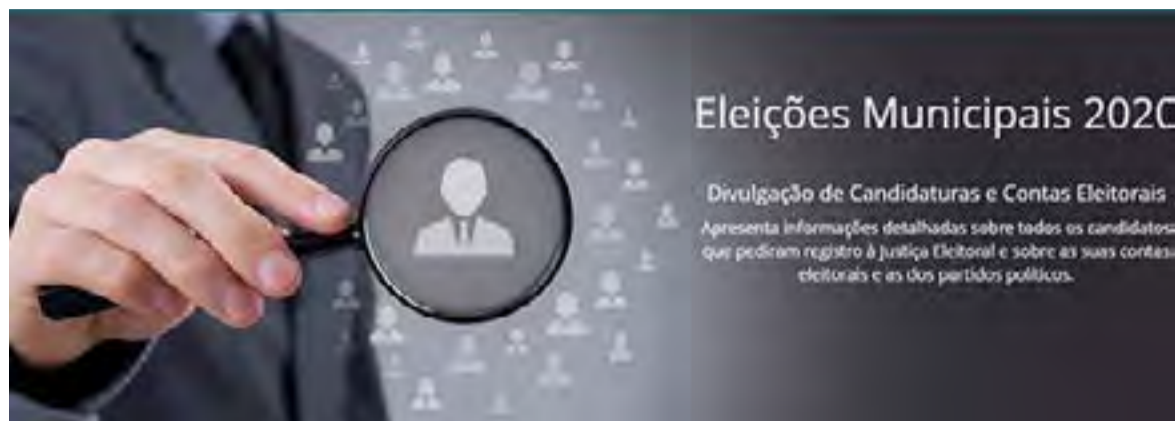 Eleições Municipais 2020
Divulgação de Candidaturas e Contas Eleitorais
Apresenta informações detalhadas sobre todos os candidatos
que pediram registro à Justiça Eleitoral e sobre as suas contas
eleitorais e as dos partidos políticos.